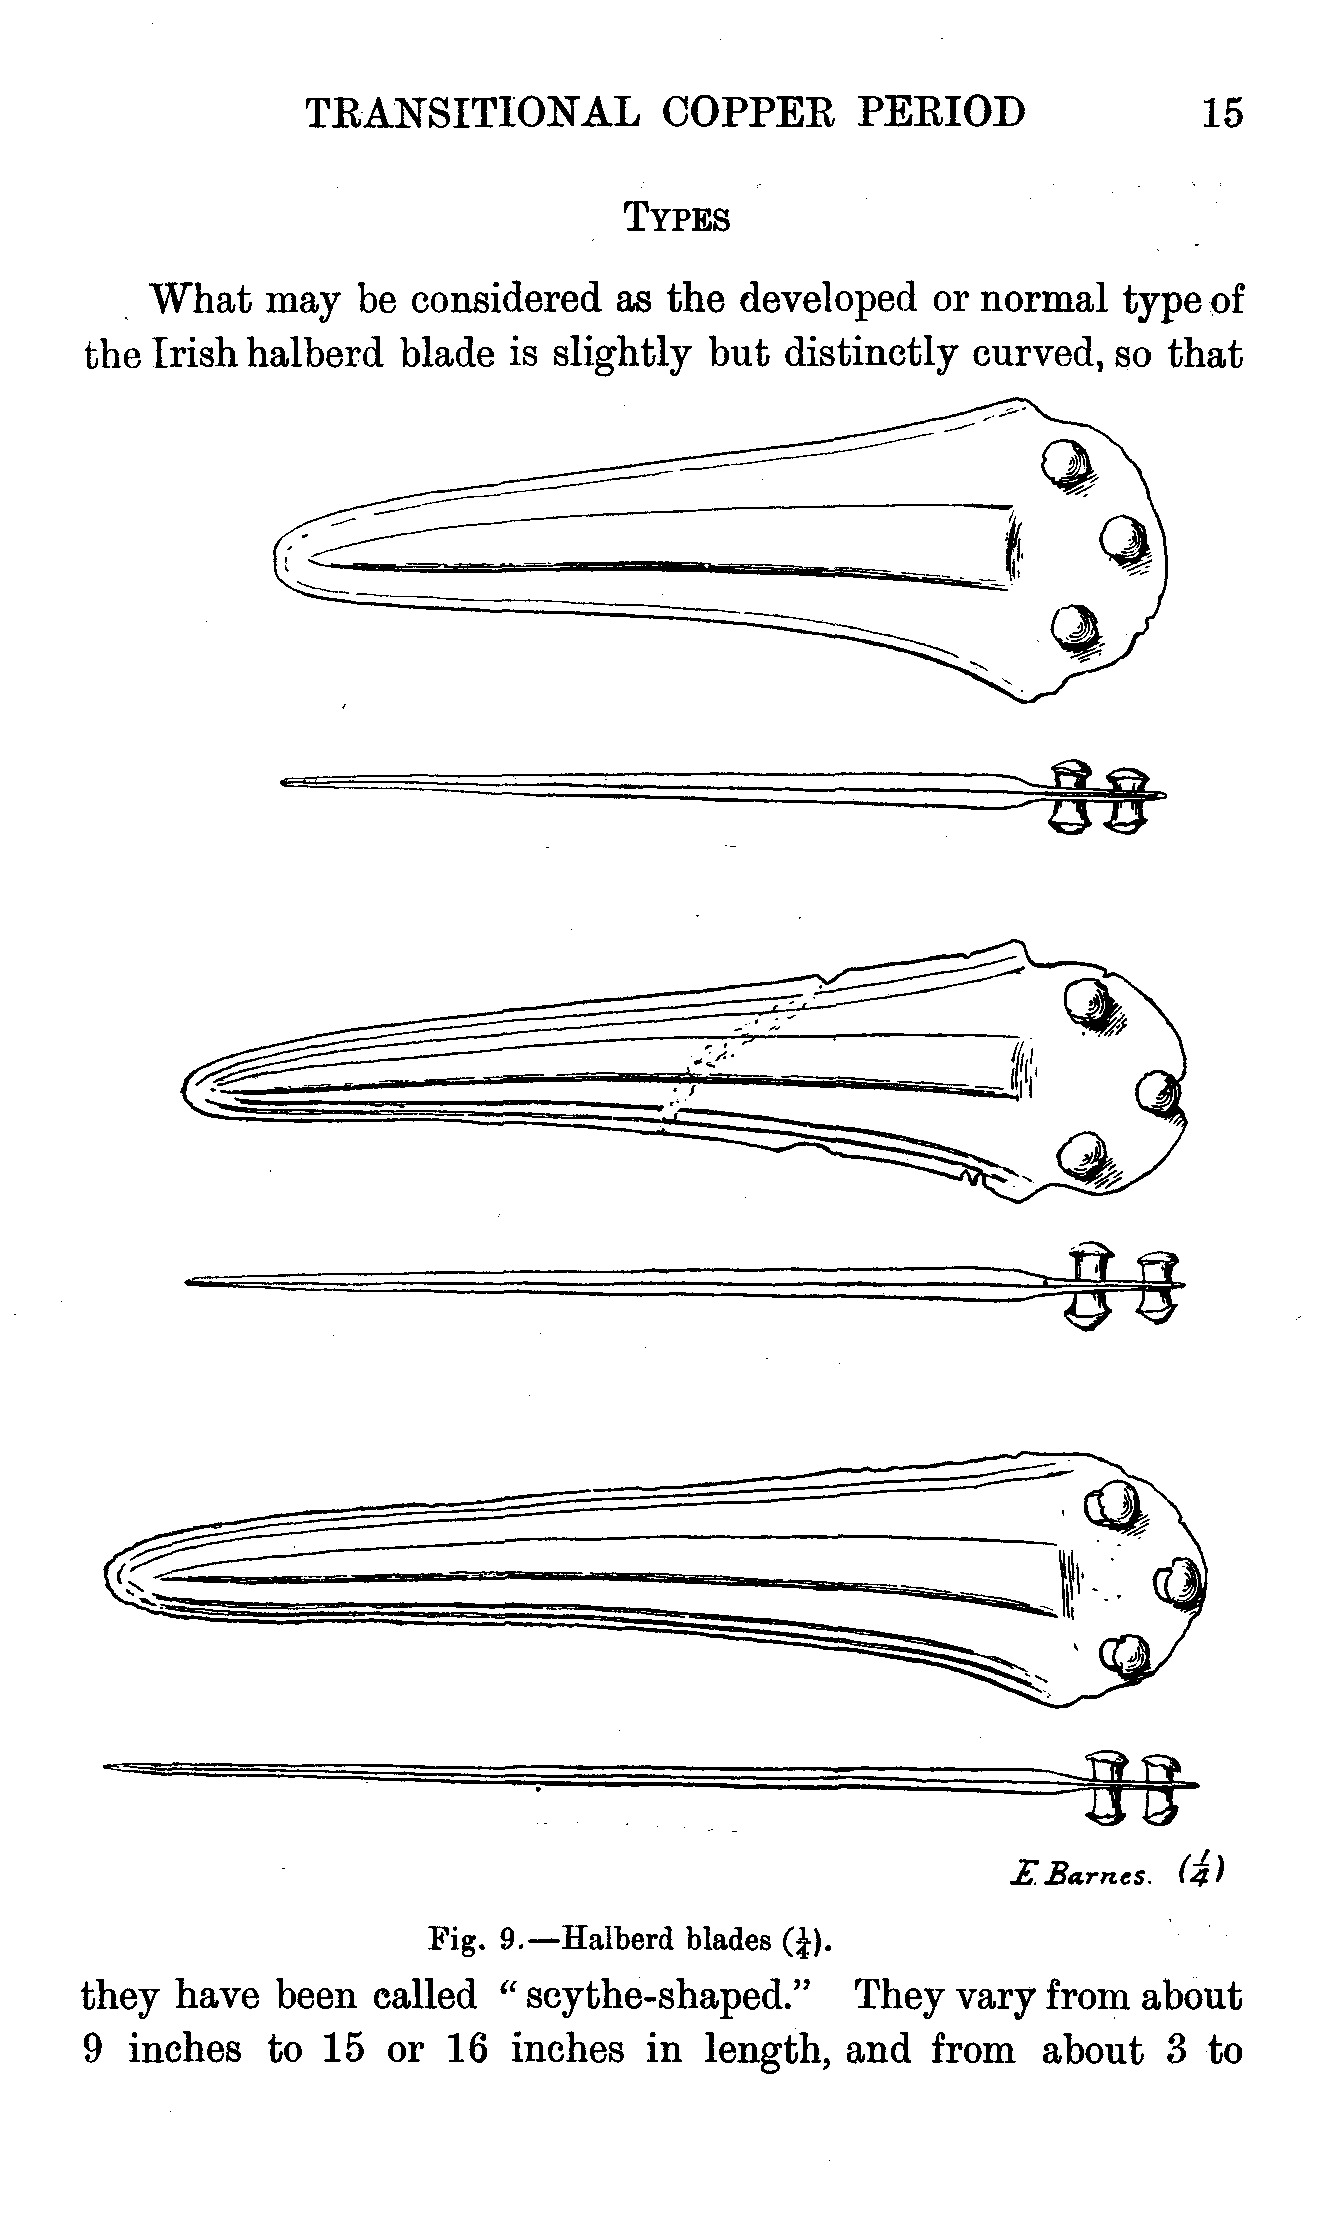 TRANSITIONAL COPPER PERIOD 15
TYPES
What may be considered as the developed or normal type of
the Irish halberd blade is slightly but distinctly curved, so that
E. Barnes. (1/4)
Fig. 9.—Halberd blades (¼).
they have been called “scythe-shaped.” They vary from about
9 inches to 15 or 16 inches in length, and from about 3 to